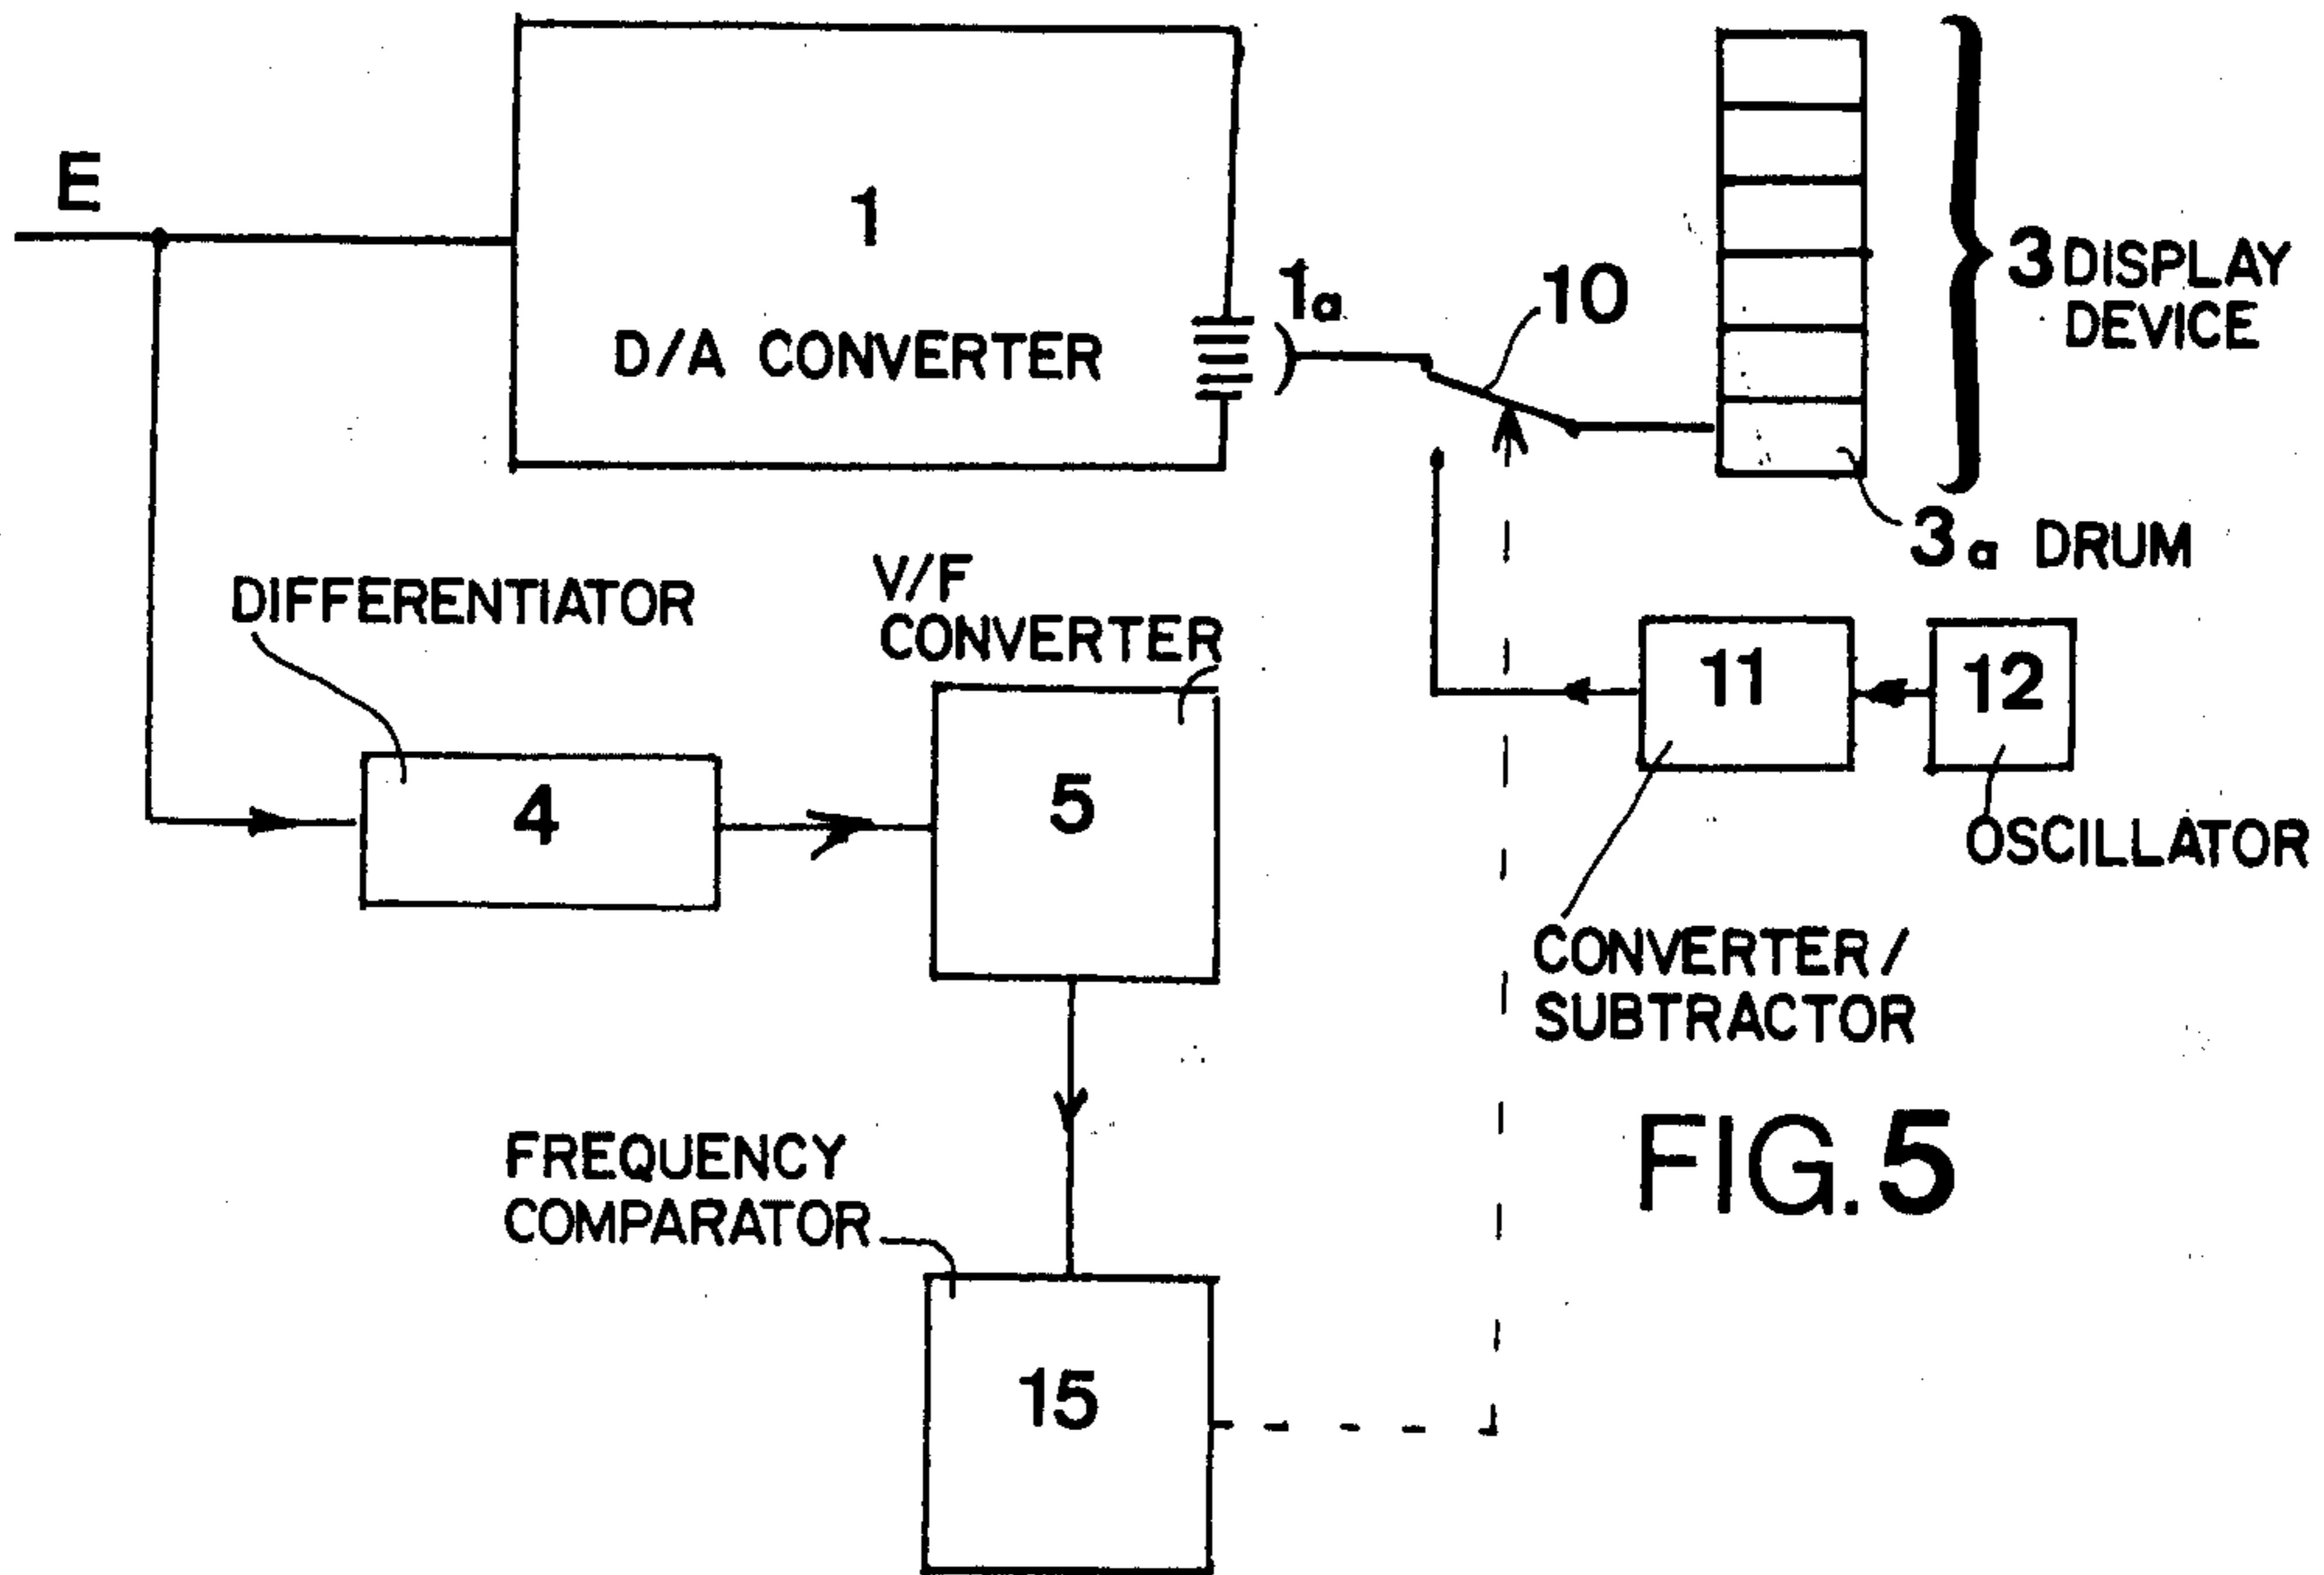 E
1
D/A CONVERTER
1a
10
3 DISPLAY
DEVICE
3a DRUM
DIFFERENTIATOR
V/F
CONVERTER
11
12
4
5
OSCILLATOR
CONVERTER/
SUBTRACTOR
FREQUENCY
COMPARATOR
FIG.5
15